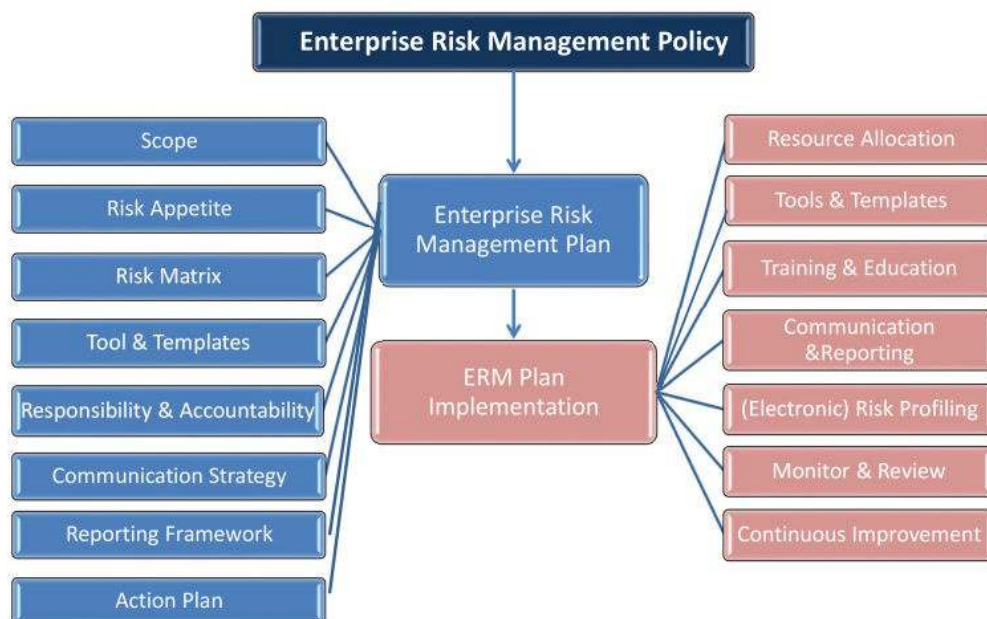 Enterprise Risk Management Policy
Scope
Risk Appetite
Risk Matrix
Tool & Templates
Responsibility & Accountability
Communication Strategy
Reporting Framework
Action Plan
Enterprise Risk
Management Plan
ERM Plan
Implementation
Resource Allocation
Tools & Templates
Training & Education
Communication
&Reporting
(Electronic) Risk Profiling
Monitor & Review
Continuous Improvement